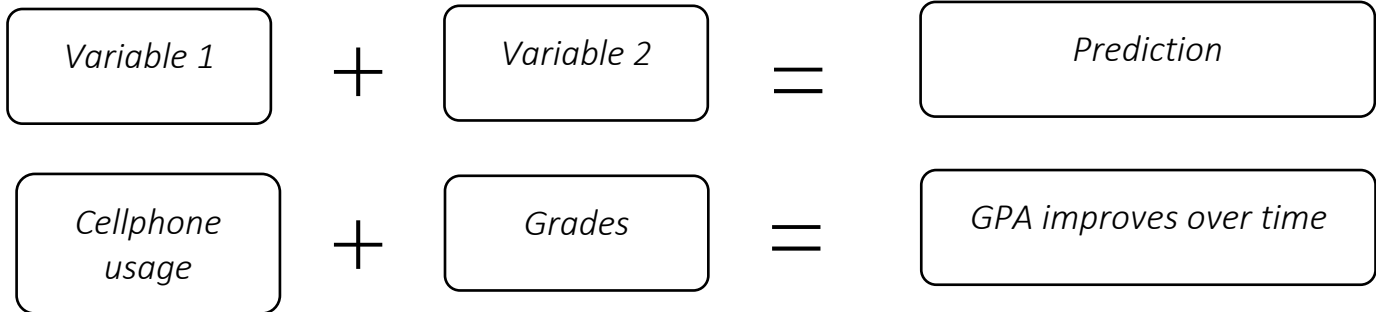 Variable 1 + Variable 2 = Prediction
Cellphone usage + Grades = GPA improves over time